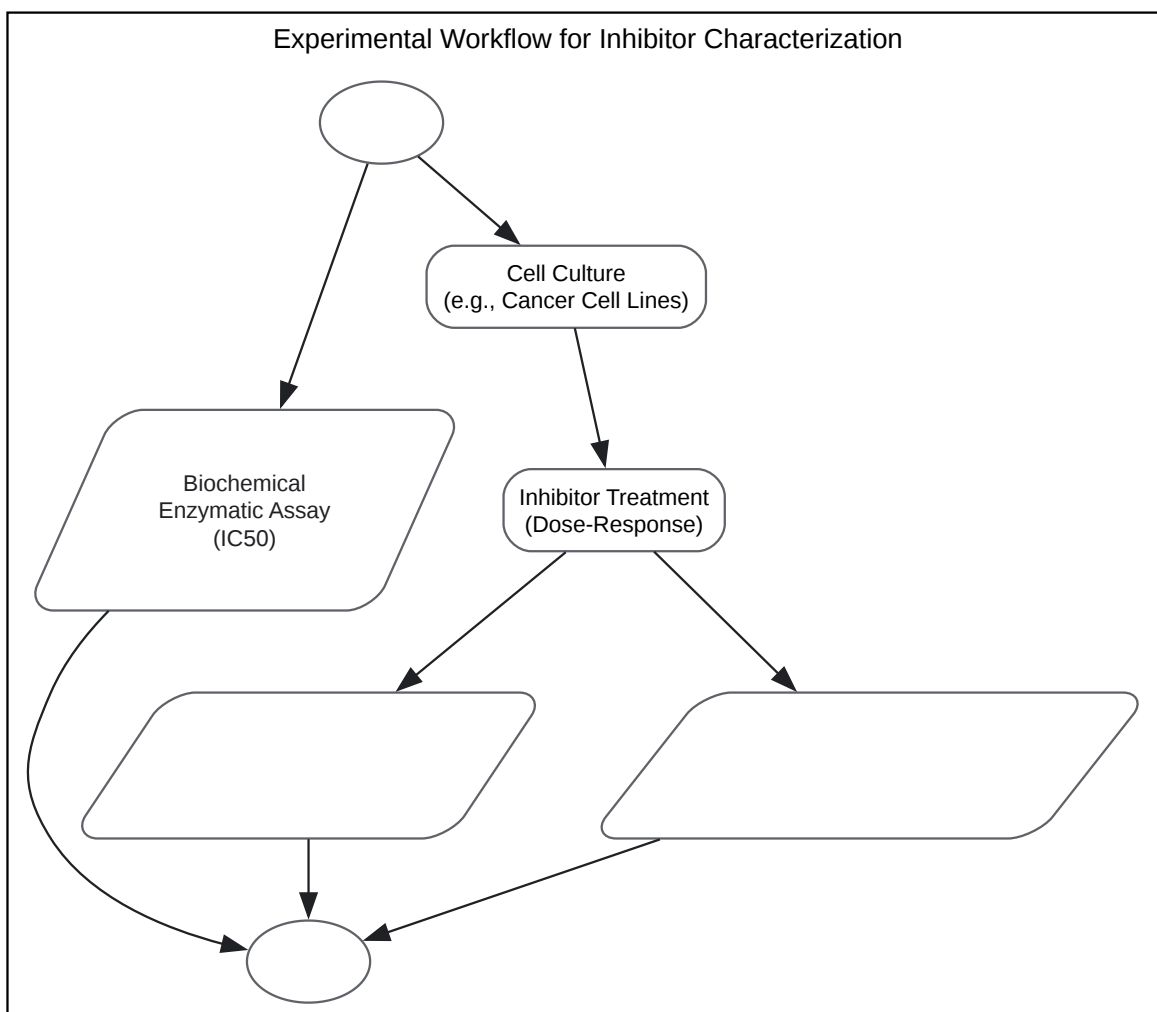 Experimental Workflow for Inhibitor Characterization
Cell Culture
(e.g., Cancer Cell Lines)
Biochemical
Enzymatic Assay
(IC50)
Inhibitor Treatment
(Dose-Response)